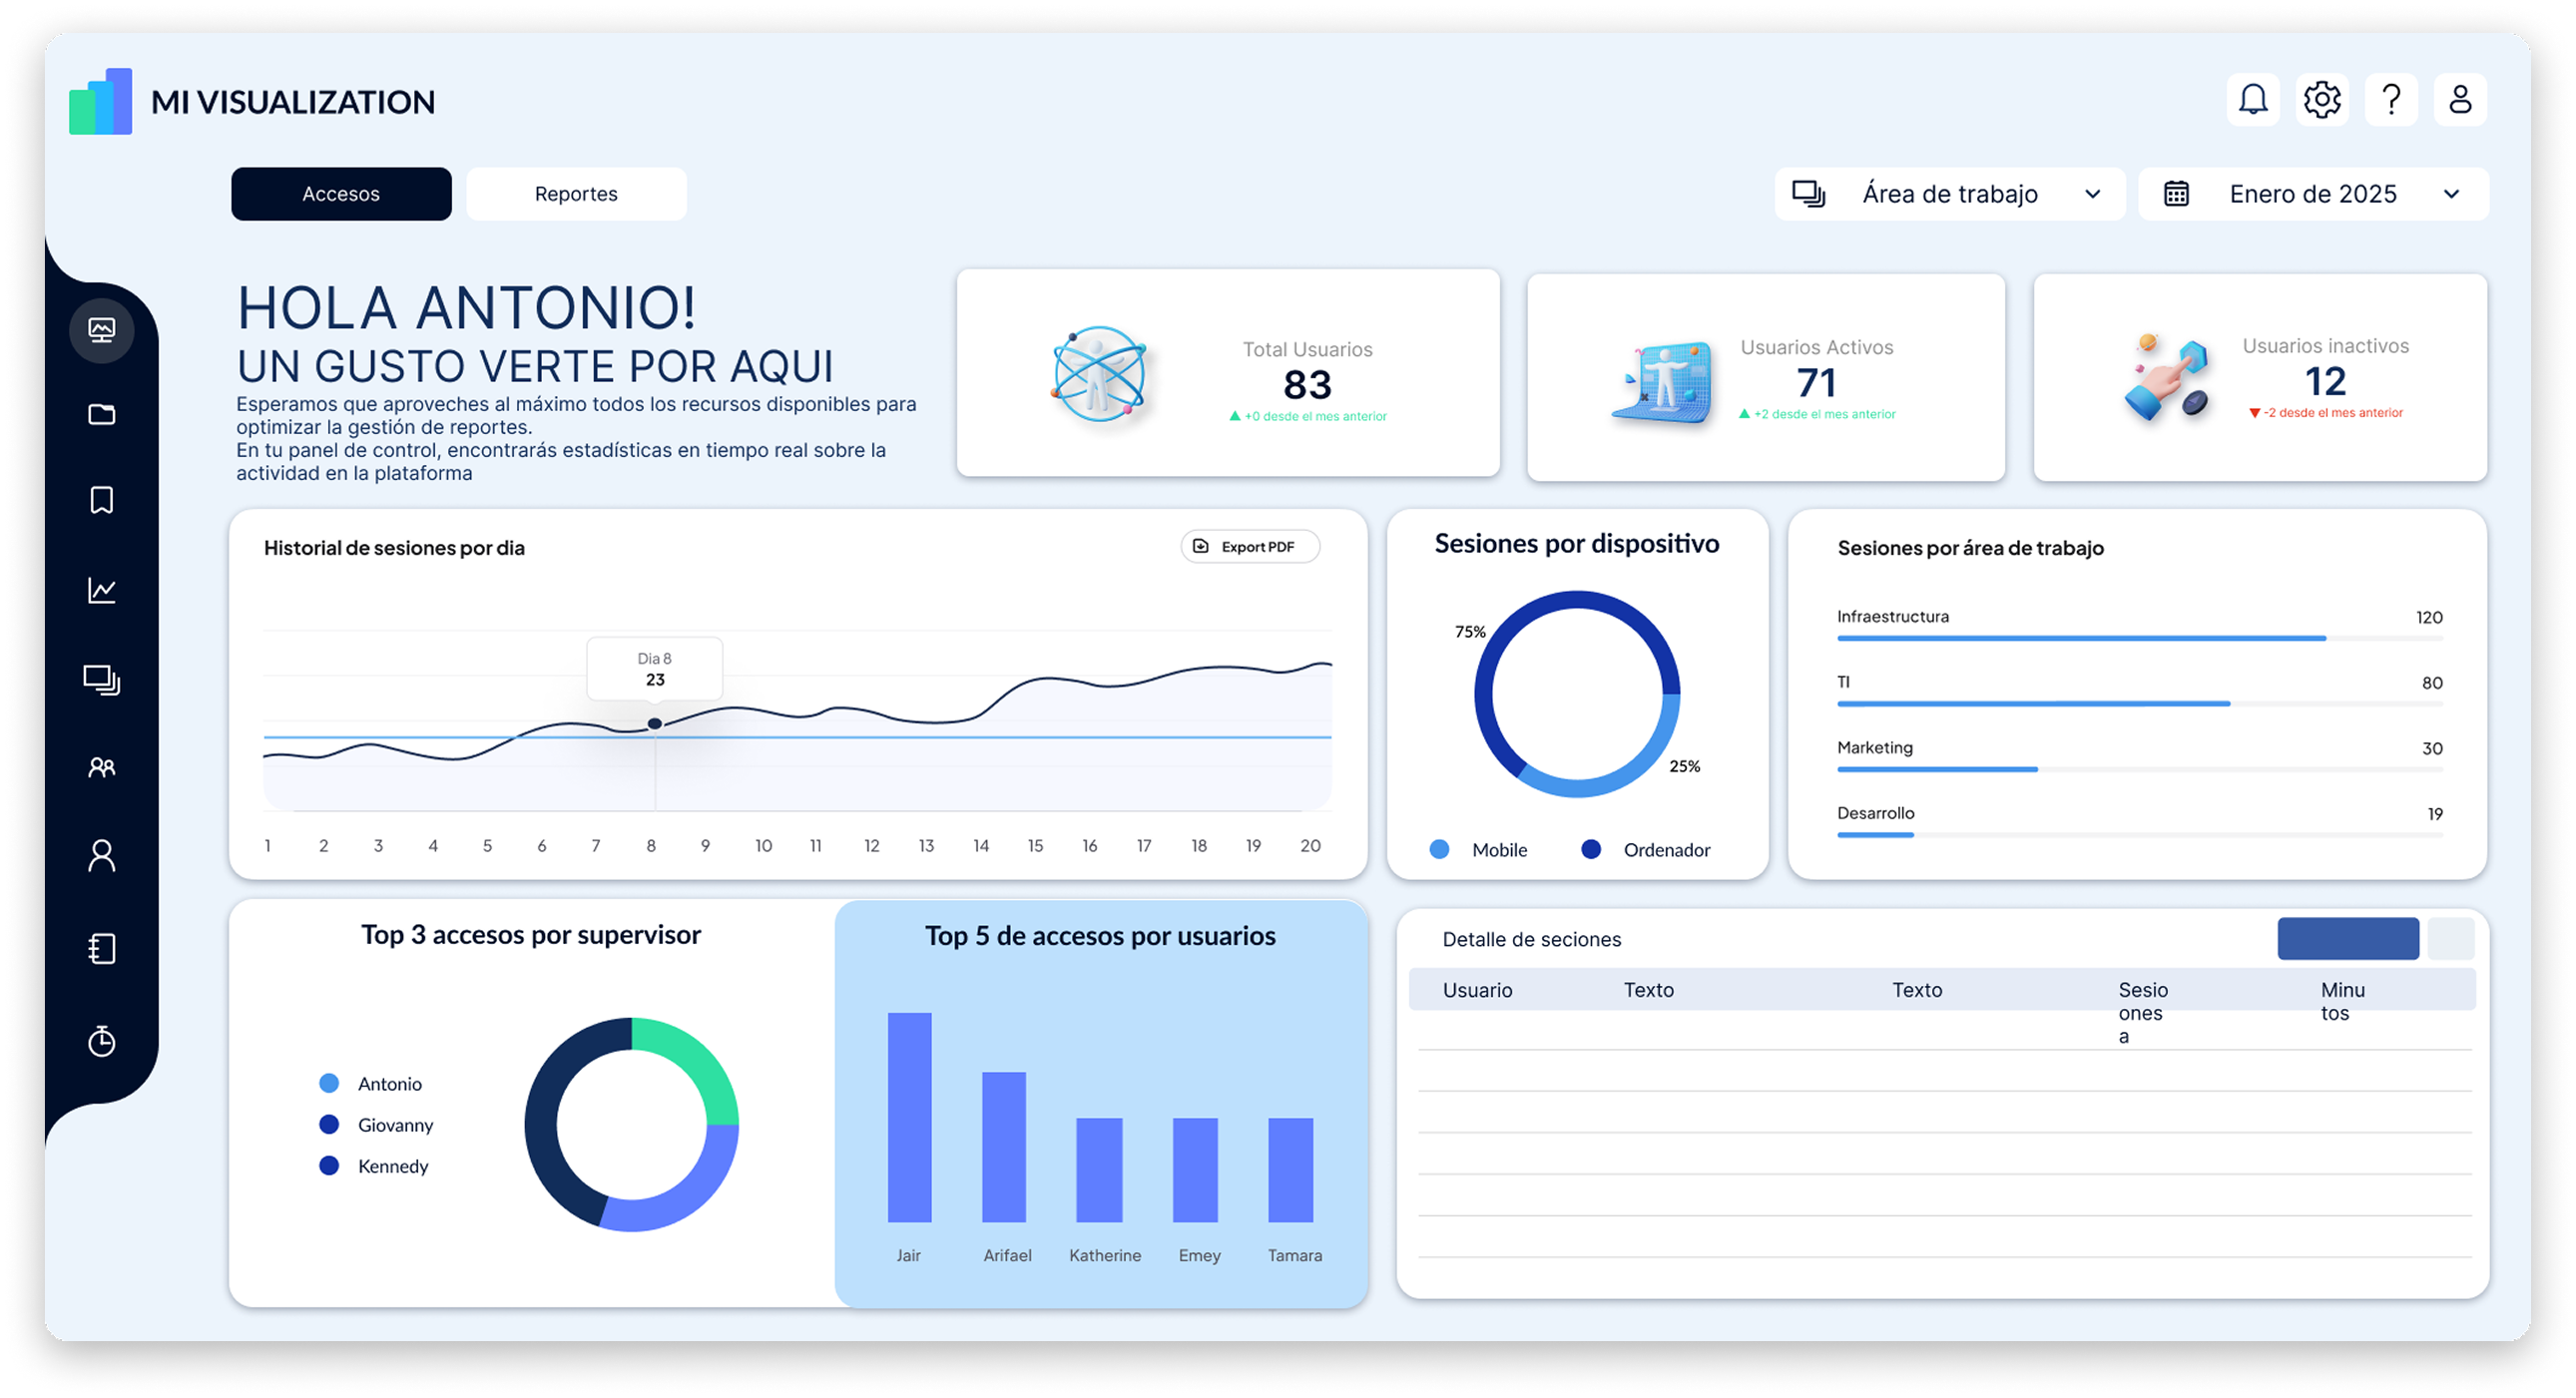 MI VISUALIZATION
Accesos
Reportes
Área de trabajo
Enero de 2025
HOLA ANTONIO!
UN GUSTO VERTE POR AQUI
Esperamos que aproveches al máximo todos los recursos disponibles para
optimizar la gestión de reportes.
En tu panel de control, encontrarás estadísticas en tiempo real sobre la
actividad en la plataforma
Total Usuarios
83
+0 desde el mes anterior
Usuarios Activos
71
+2 desde el mes anterior
Usuarios inactivos
12
-2 desde el mes anterior
Historial de sesiones por dia
Export PDF
Dia 8
23
1 2 3 4 5 6 7 8 9 10 11 12 13 14 15 16 17 18 19 20
Sesiones por dispositivo
75%
25%
Mobile
Ordenador
Sesiones por área de trabajo
Infraestructura 120
TI 80
Marketing 30
Desarrollo 19
Top 3 accesos por supervisor
Antonio
Giovanny
Kennedy
Top 5 de accesos por usuarios
Jair Arifael Katherine Emey Tamara
Detalle de seciones
Usuario
Texto
Texto
Sesio
ones
a
Minu
tos